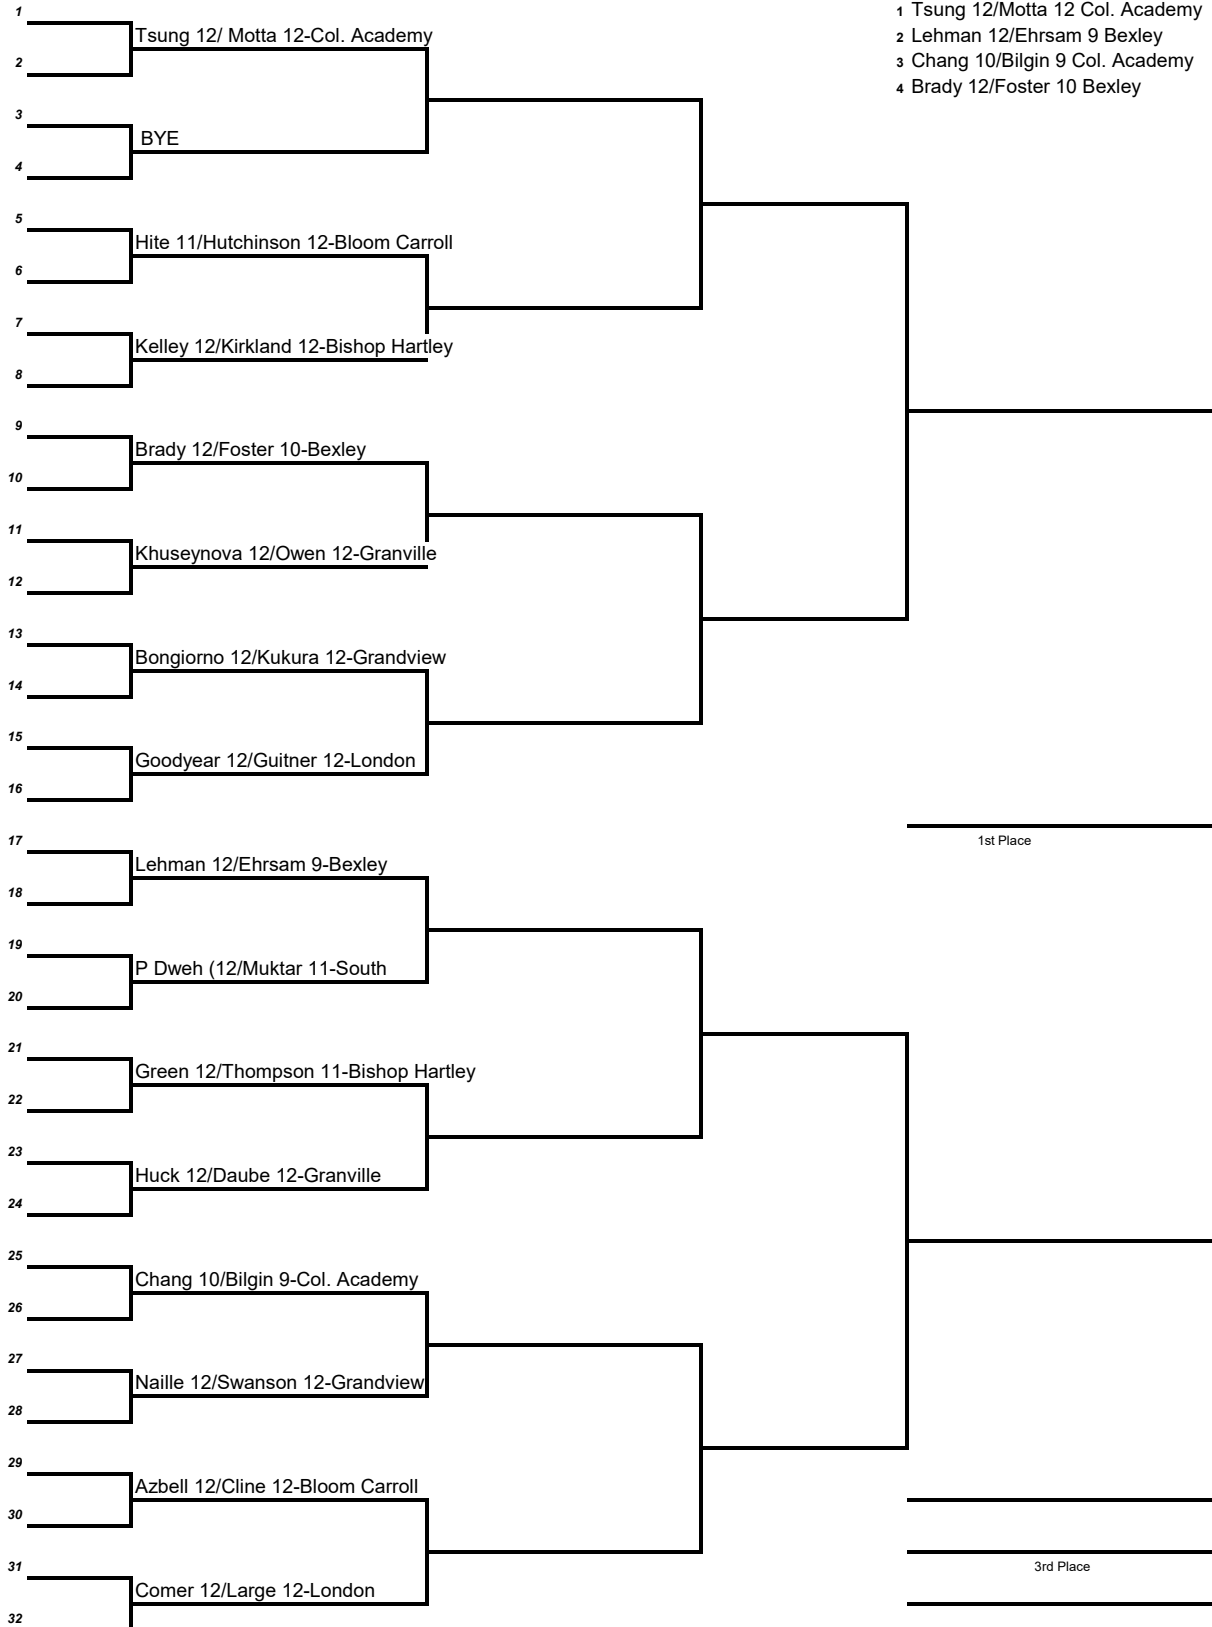 1
Tsung 12/ Motta 12-Col. Academy
2
3
BYE
4
5
Hite 11/Hutchinson 12-Bloom Carroll
6
7
Kelley 12/Kirkland 12-Bishop Hartley
8
9
Brady 12/Foster 10-Bexley
10
11
Khuseynova 12/Owen 12-Granville
12
13
Bongiorno 12/Kukura 12-Grandview
14
15
Goodyear 12/Guitner 12-London
16
17
Lehman 12/Ehrsam 9-Bexley
18
19
P Dweh (12/Muktar 11-South
20
21
Green 12/Thompson 11-Bishop Hartley
22
23
Huck 12/Daube 12-Granville
24
25
Chang 10/Bilgin 9-Col. Academy
26
27
Naille 12/Swanson 12-Grandview
28
29
Azbell 12/Cline 12-Bloom Carroll
30
31
Comer 12/Large 12-London
32
1 Tsung 12/Motta 12 Col. Academy
2 Lehman 12/Ehrsam 9 Bexley
3 Chang 10/Bilgin 9 Col. Academy
4 Brady 12/Foster 10 Bexley
1st Place
3rd Place